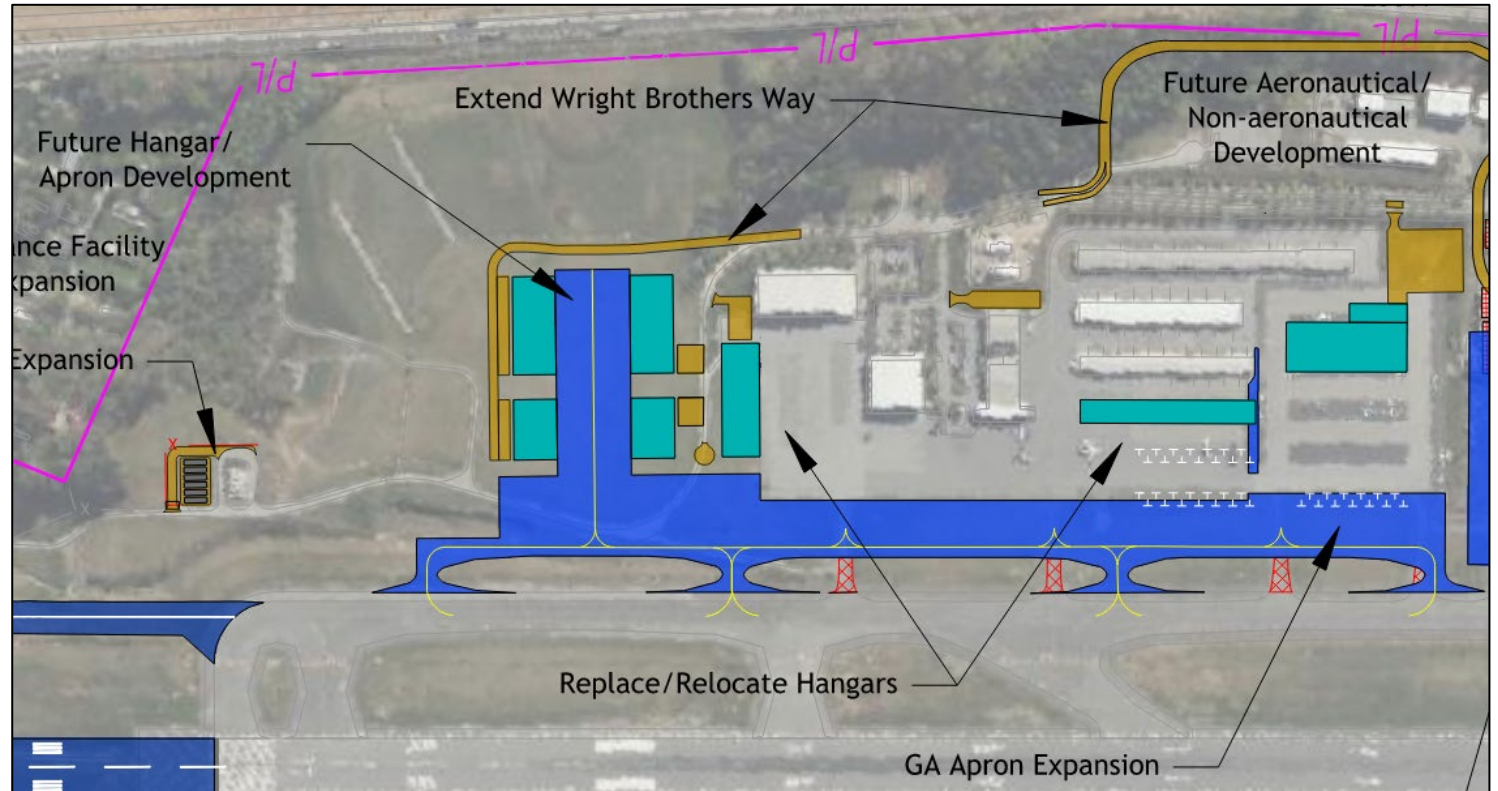 P/L
P/L
P/L
Extend Wright Brothers Way
Future Aeronautical/
Non-aeronautical
Development
Future Hangar/
Apron Development
ance Facility
xpansion
Expansion
X
X
Replace/Relocate Hangars
GA Apron Expansion